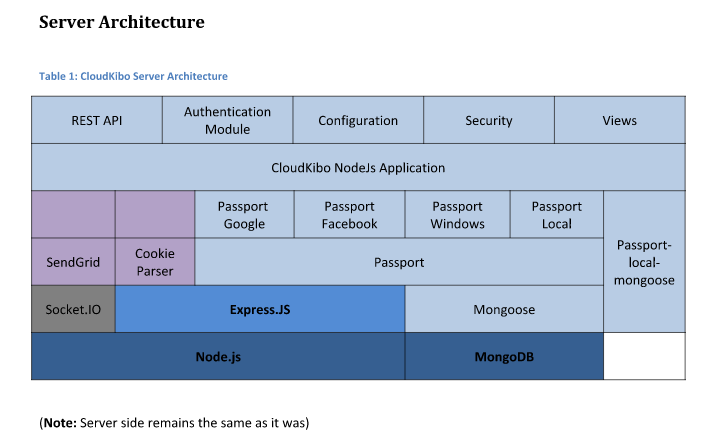 Server Architecture
Table 1: CloudKibo Server Architecture
REST API
Authentication
Module
Configuration
Security
Views
CloudKibo NodeJs Application
Passport
Google
Passport
Facebook
Passport
Windows
Passport
Local
Passport-
local-
mongoose
SendGrid
Cookie
Parser
Passport
Socket.IO
Express.JS
Mongoose
Node.js
MongoDB
(Note: Server side remains the same as it was)